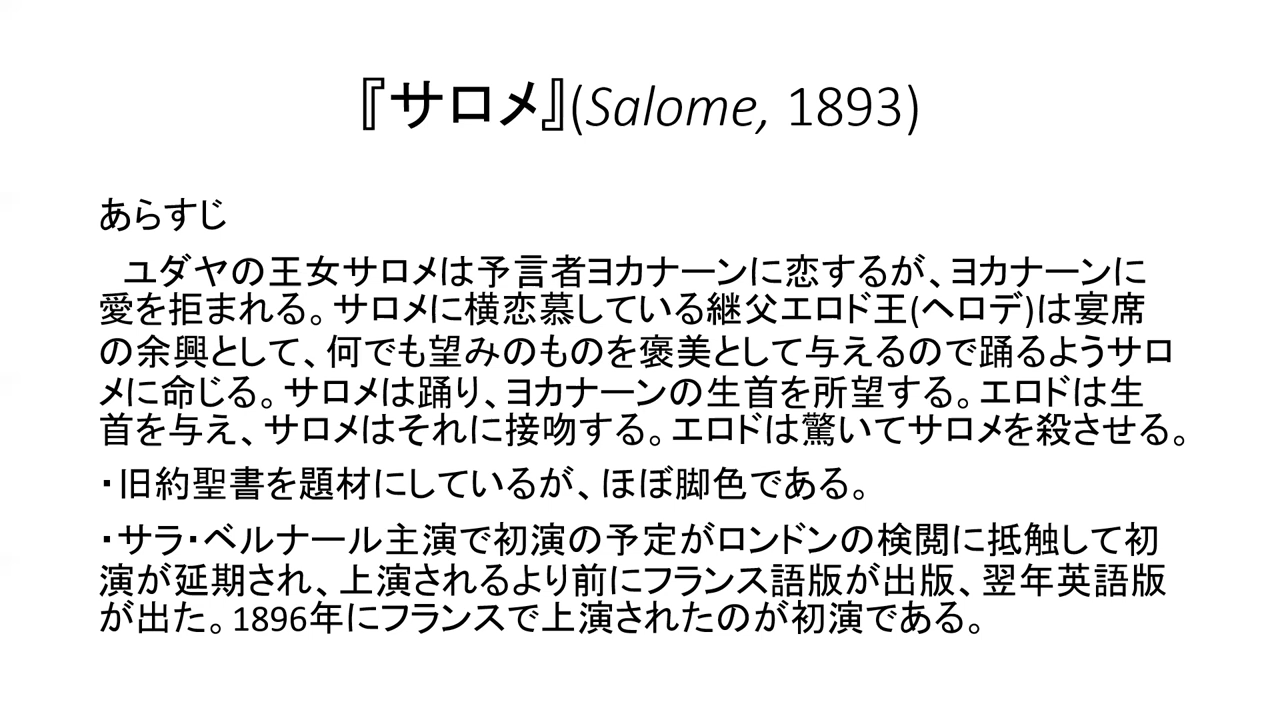 『サロメ』(Salome, 1893)
あらすじ
　ユダヤの王女サロメは予言者ヨカナーンに恋するが、ヨカナーンに
愛を拒まれる。サロメに横恋慕している継父エロド王(ヘロデ)は宴席
の余興として、何でも望みのものを褒美として与えるので踊るようサロ
メに命じる。サロメは踊り、ヨカナーンの生首を所望する。エロドは生
首を与え、サロメはそれに接吻する。エロドは驚いてサロメを殺させる。
・旧約聖書を題材にしているが、ほぼ脚色である。
・サラ・ベルナール主演で初演の予定がロンドンの検閲に抵触して初
演が延期され、上演されるより前にフランス語版が出版、翌年英語版
が出た。1896年にフランスで上演されたのが初演である。